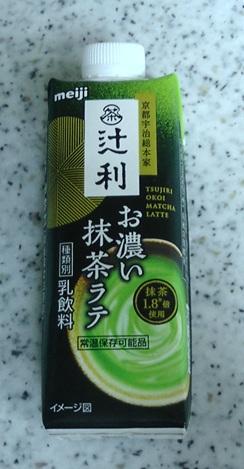 meiji
茶
辻利
京都宇治総本家
TSUJIRI
OKOI
MATCHA
LATTE
お濃い
抹茶ラテ
種類別
乳飲料
抹茶
1.8*倍
使用
常温保存可能品
イメージ図